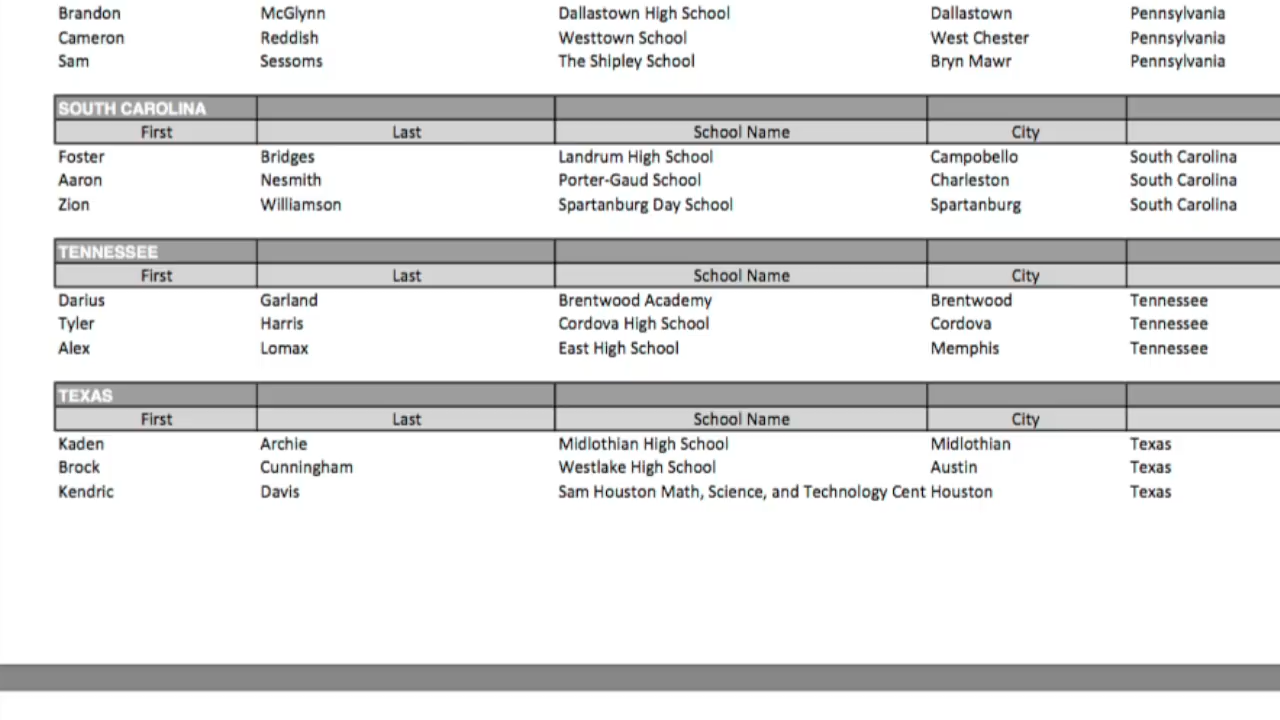 Brandon McGlynn Dallastown High School Dallastown Pennsylvania
Cameron Reddish Westtown School West Chester Pennsylvania
Sam Sessoms The Shipley School Bryn Mawr Pennsylvania
SOUTH CAROLINA
First Last School Name City
Foster Bridges Landrum High School Campobello South Carolina
Aaron Nesmith Porter-Gaud School Charleston South Carolina
Zion Williamson Spartanburg Day School Spartanburg South Carolina
TENNESSEE
First Last School Name City
Darius Garland Brentwood Academy Brentwood Tennessee
Tyler Harris Cordova High School Cordova Tennessee
Alex Lomax East High School Memphis Tennessee
TEXAS
First Last School Name City
Kaden Archie Midlothian High School Midlothian Texas
Brock Cunningham Westlake High School Austin Texas
Kendric Davis Sam Houston Math, Science, and Technology Cent Houston Texas